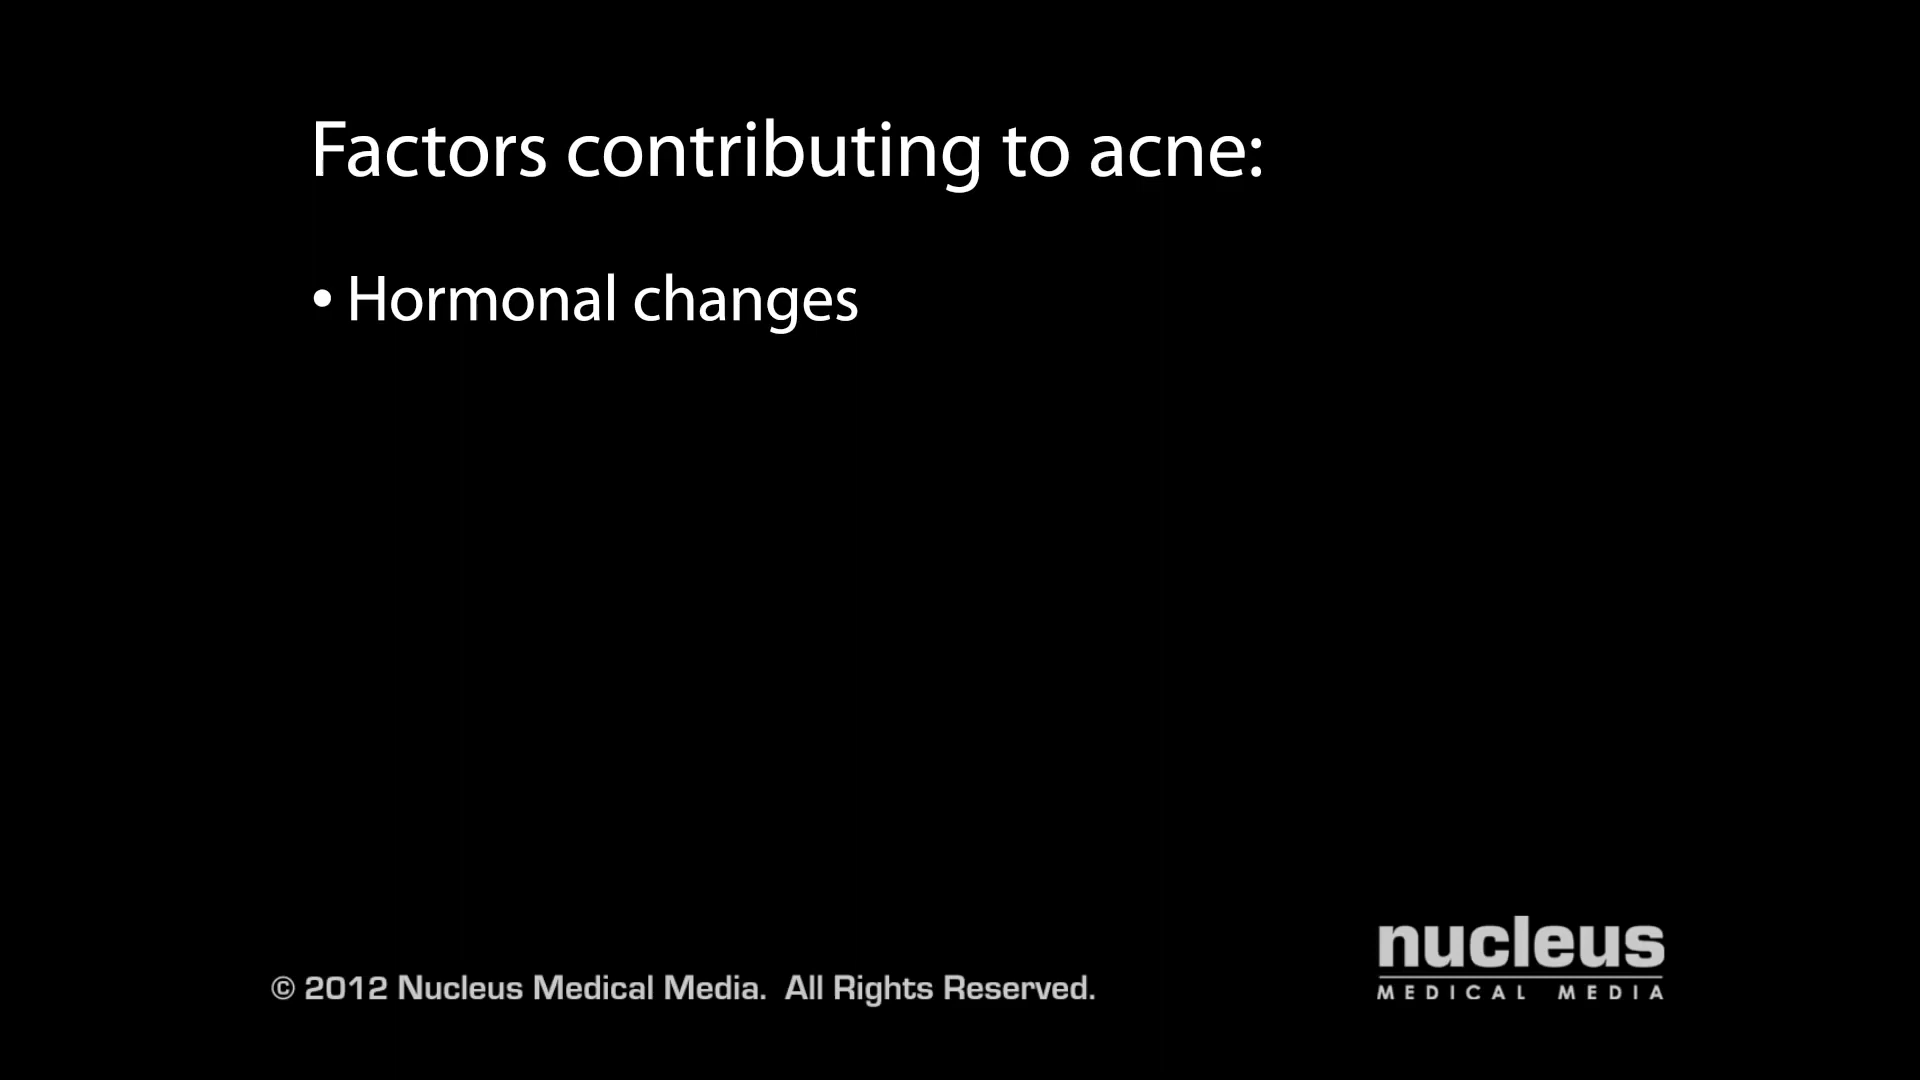 Factors contributing to acne:
• Hormonal changes
nucleus
MEDICAL MEDIA
© 2012 Nucleus Medical Media. All Rights Reserved.